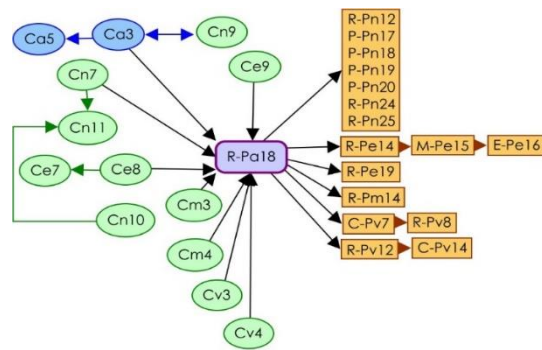 R-Pn12
P-Pn17
P-Pn18
P-Pn19
P-Pn20
R-Pn24
R-Pn25
Ca5
Ca3
Cn9
Cn7
Ce9
Cn11
R-Pa18
R-Pe14
M-Pe15
E-Pe16
Ce7
Ce8
R-Pe19
Cm3
R-Pm14
Cn10
C-Pv7
R-Pv8
Cm4
R-Pv12
C-Pv14
Cv3
Cv4